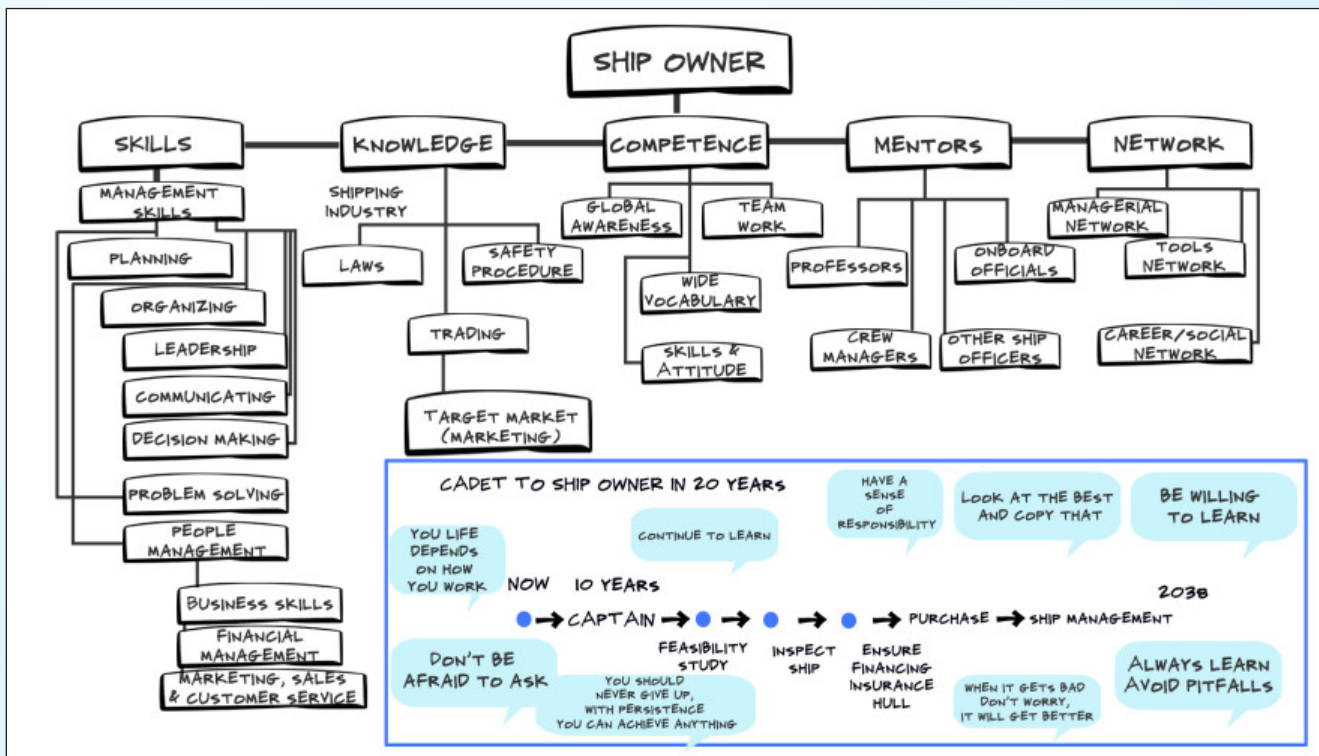 SHIP OWNER
SKILLS
KNOWLEDGE
COMPETENCE
MENTORS
NETWORK
MANAGEMENT
SKILLS
PLANNING
ORGANIZING
LEADERSHIP
COMMUNICATING
DECISION MAKING
PROBLEM SOLVING
PEOPLE
MANAGEMENT
BUSINESS SKILLS
FINANCIAL
MANAGEMENT
MARKETING, SALES
& CUSTOMER SERVICE
SHIPPING
INDUSTRY
LAWS
SAFETY
PROCEDURE
TRADING
TARGET MARKET
(MARKETING)
GLOBAL
AWARENESS
TEAM
WORK
WIDE
VOCABULARY
SKILLS &
ATTITUDE
PROFESSORS
ONBOARD
OFFICIALS
CREW
MANAGERS
OTHER SHIP
OFFICERS
MANAGERIAL
NETWORK
TOOLS
NETWORK
CAREER/SOCIAL
NETWORK
CADET TO SHIP OWNER IN 20 YEARS
YOU LIFE
DEPENDS
ON HOW
YOU WORK
CONTINUE TO LEARN
HAVE A
SENSE
OF
RESPONSIBILITY
LOOK AT THE BEST
AND COPY THAT
BE WILLING
TO LEARN
NOW
10 YEARS
2038
CAPTAIN
FEASIBILITY
STUDY
INSPECT
SHIP
ENSURE
FINANCING
INSURANCE
HULL
PURCHASE
SHIP MANAGEMENT
DON'T BE
AFRAID TO ASK
YOU SHOULD
NEVER GIVE UP,
WITH PERSISTENCE
YOU CAN ACHIEVE ANYTHING
WHEN IT GETS BAD
DON'T WORRY,
IT WILL GET BETTER
ALWAYS LEARN
AVOID PITFALLS